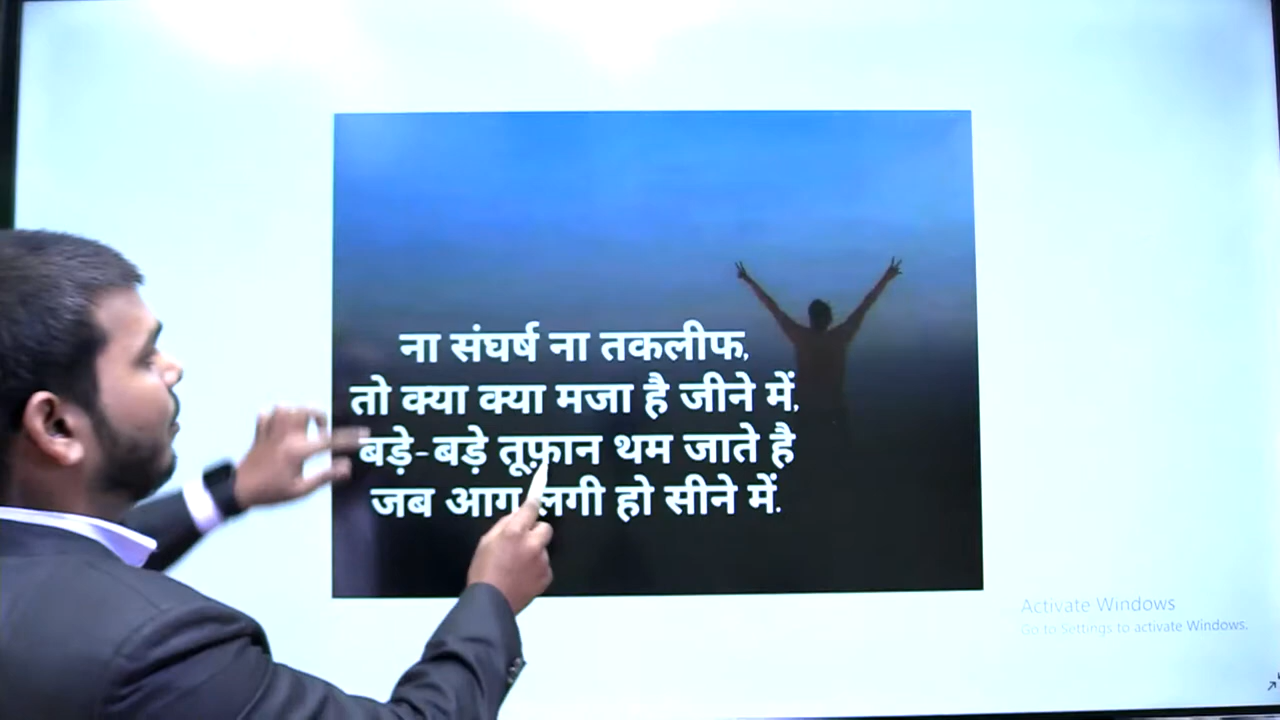 ना संघर्ष ना तकलीफ,
तो क्या क्या मजा है जीने में,
बड़े-बड़े तूफ़ान थम जाते है
जब आग लगी हो सीने में.
Activate Windows
Go to Settings to activate Windows.